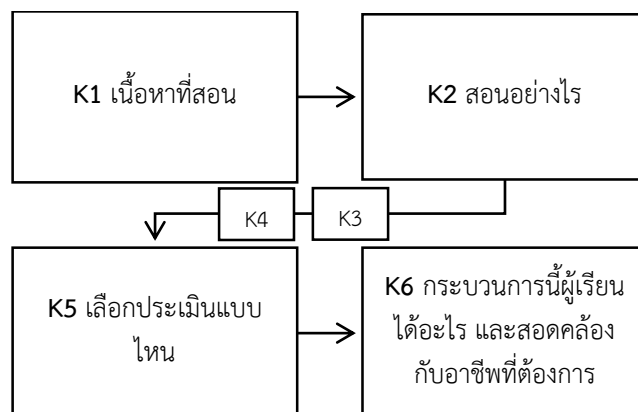 K1 เนื้อหาที่สอน
K2 สอนอย่างไร
K4
K3
K5 เลือกประเมินแบบ
ไหน
K6 กระบวนการนี้ผู้เรียน
ได้อะไร และสอดคล้อง
กับอาชีพที่ต้องการ